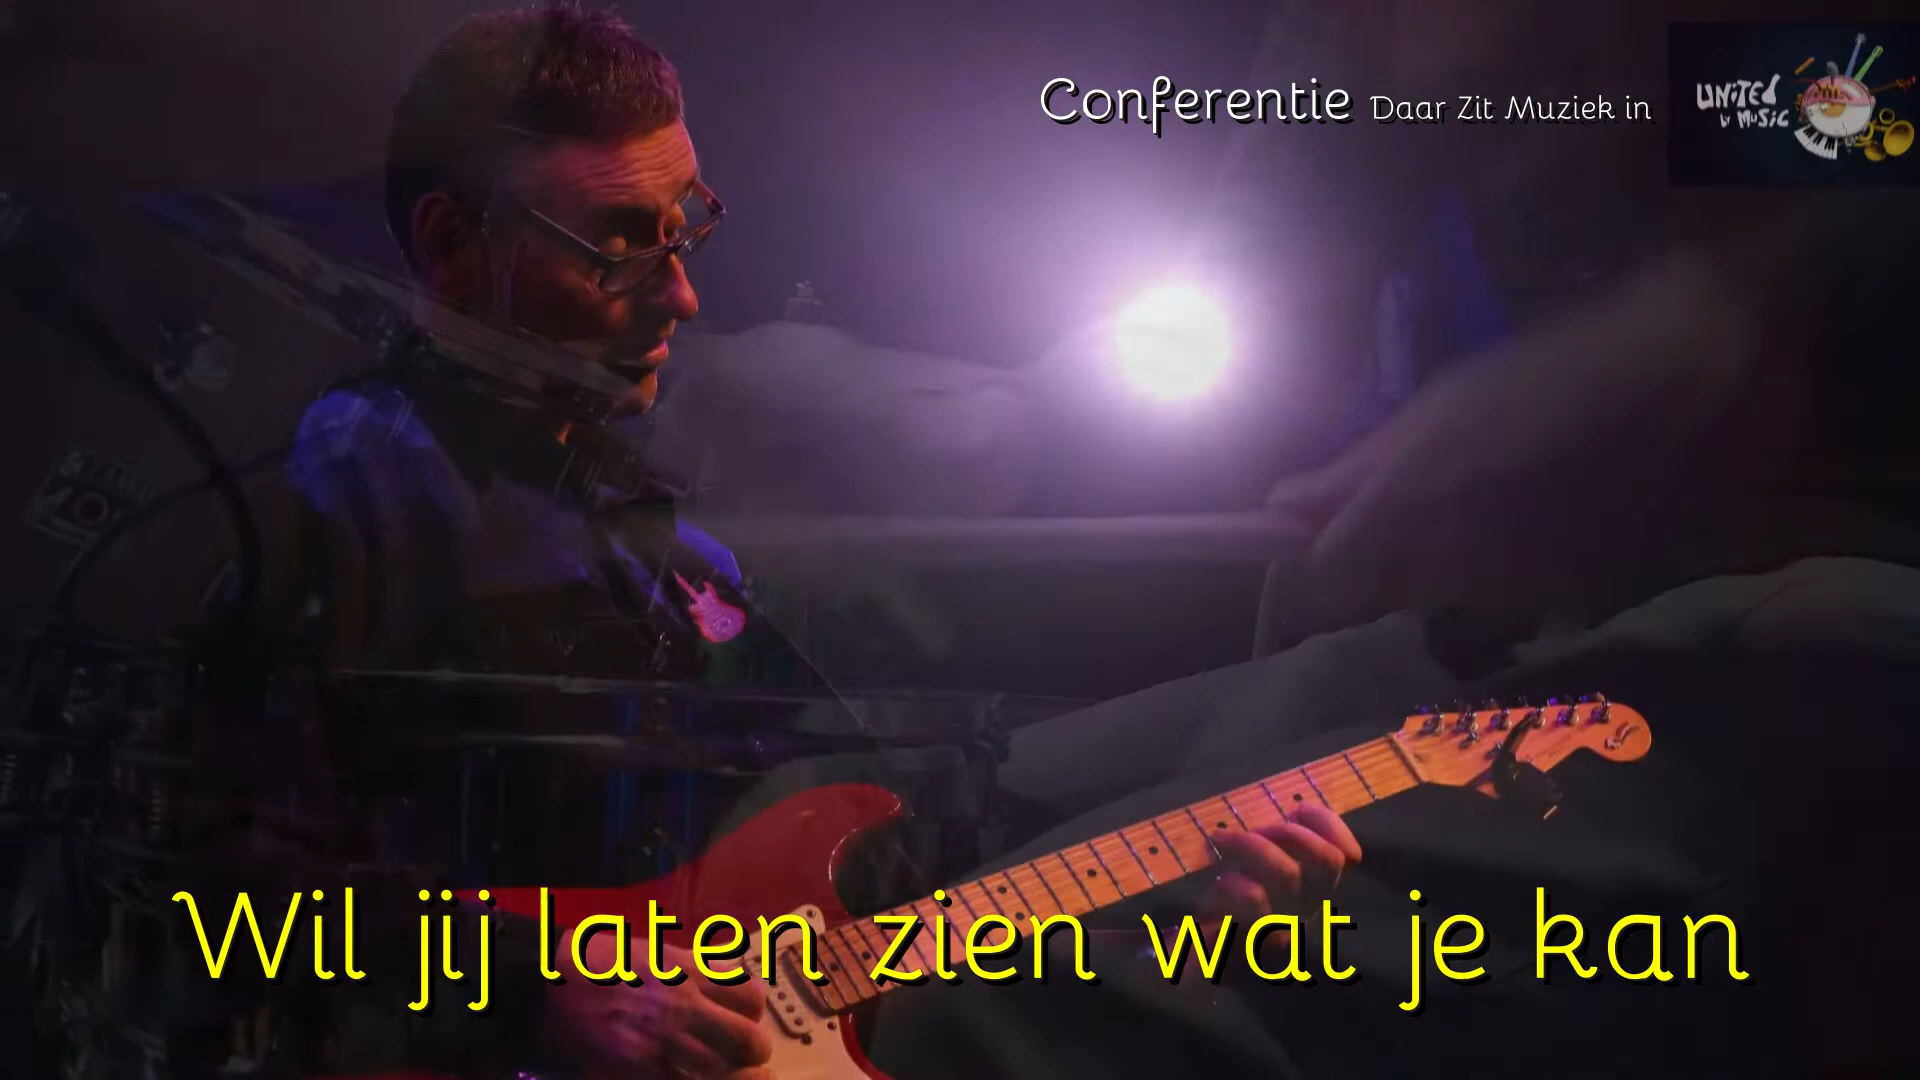 Conferentie Daar Zit Muziek in
UNiTEd
by MuSiC
Wil jij laten zien wat je kan